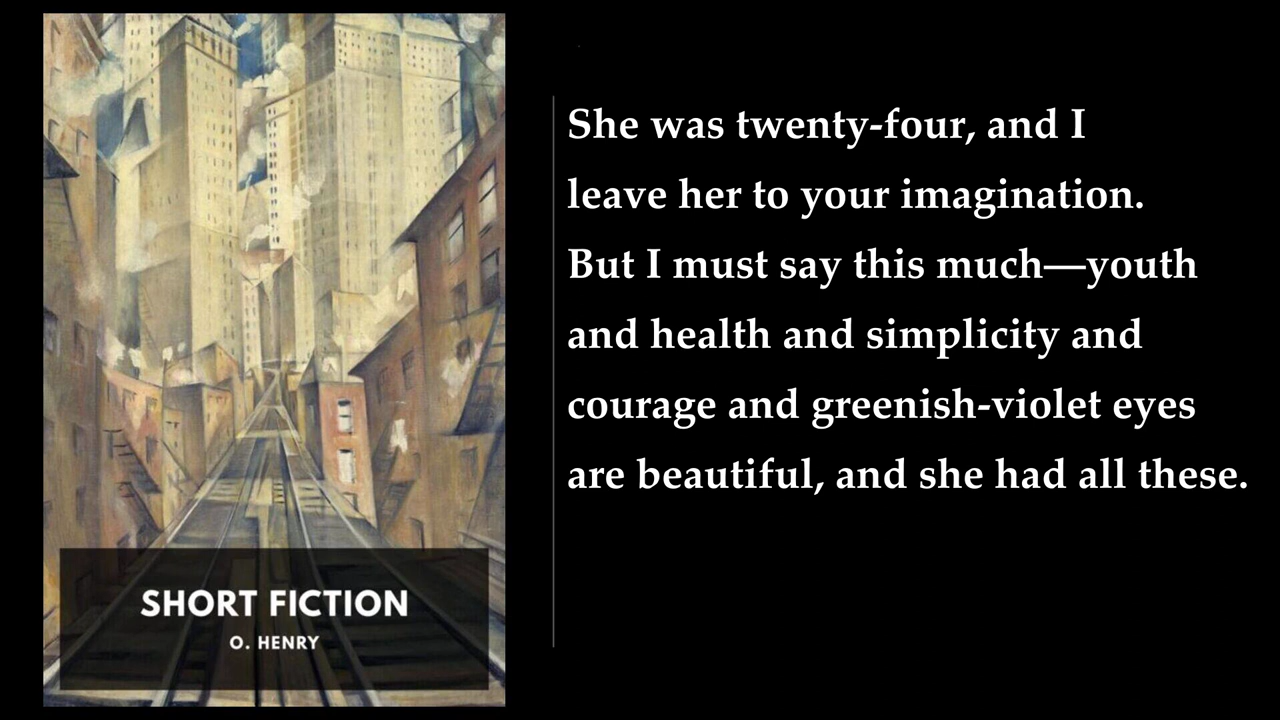 She was twenty-four, and I
leave her to your imagination.
But I must say this much—youth
and health and simplicity and
courage and greenish-violet eyes
are beautiful, and she had all these.
SHORT FICTION
O. HENRY